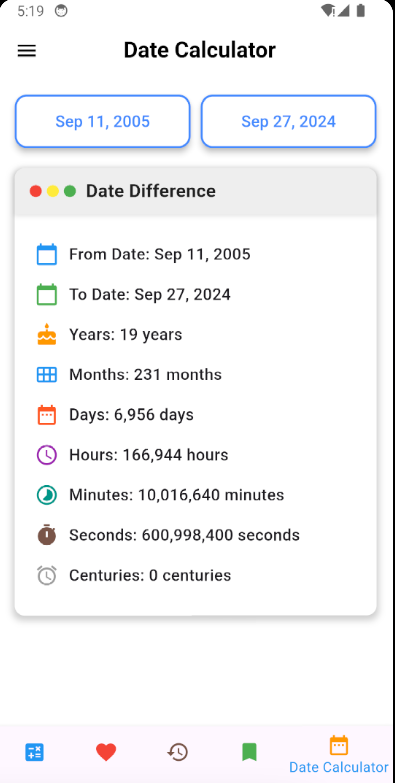 5:19
Date Calculator
Sep 11, 2005
Sep 27, 2024
Date Difference
From Date: Sep 11, 2005
To Date: Sep 27, 2024
Years: 19 years
Months: 231 months
Days: 6,956 days
Hours: 166,944 hours
Minutes: 10,016,640 minutes
Seconds: 600,998,400 seconds
Centuries: 0 centuries
Date Calculator